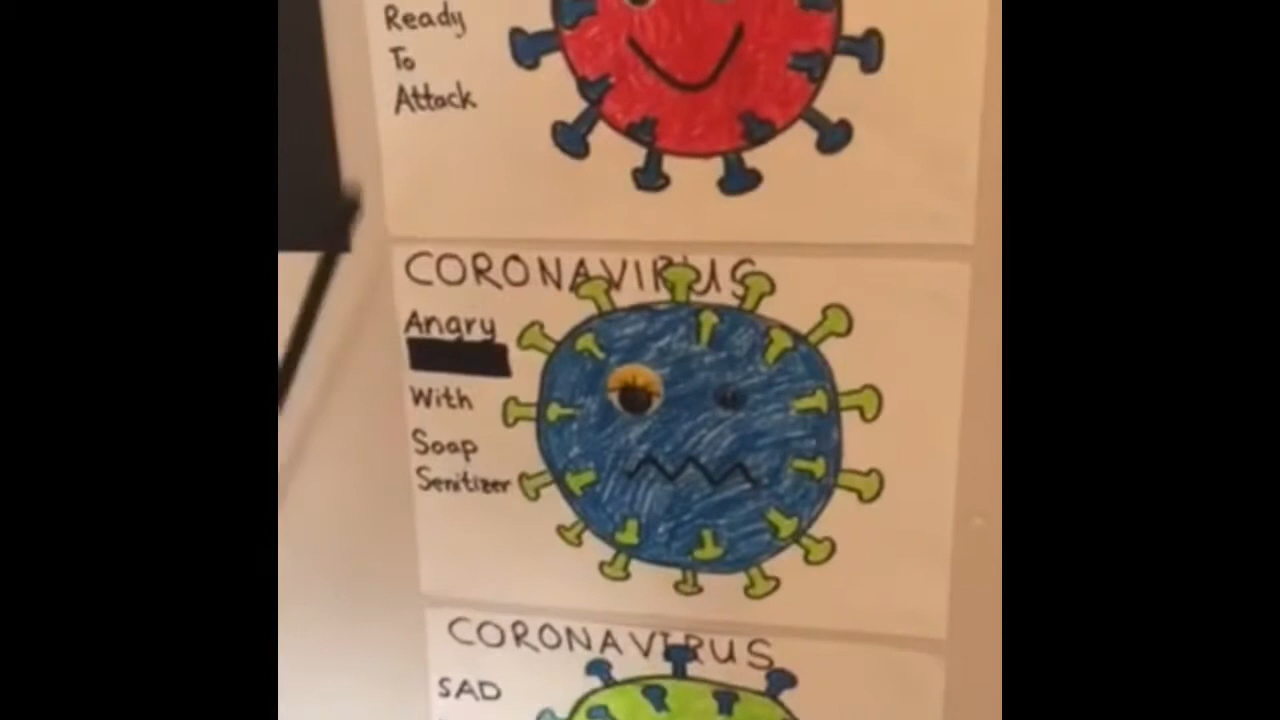 Ready
To
Attack
CORONAVIRUS
Angry
With
Soap
Senitizer
CORONAVIRUS
SAD